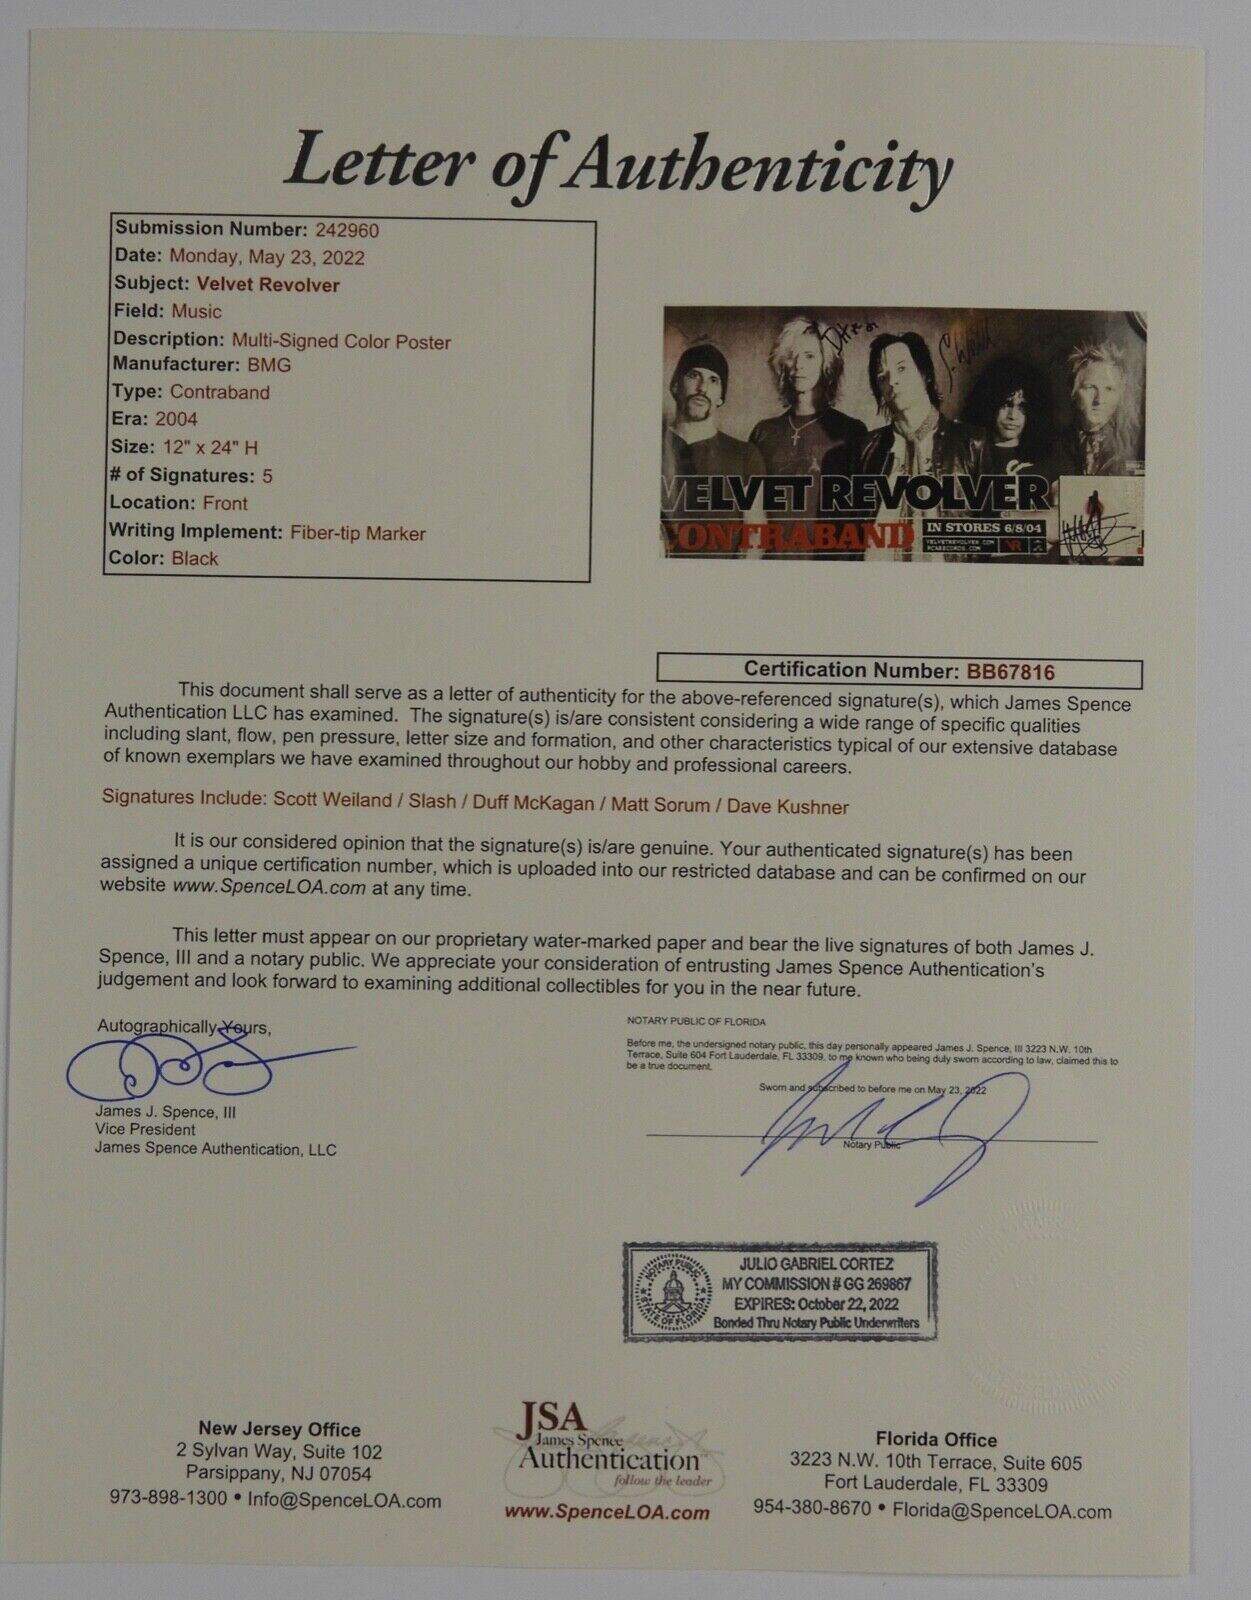 Letter of Authenticity
Submission Number: 242960
Date: Monday, May 23, 2022
Subject: Velvet Revolver
Field: Music
Description: Multi-Signed Color Poster
Manufacturer: BMG
Type: Contraband
Era: 2004
Size: 12" x 24" H
# of Signatures: 5
Location: Front
Writing Implement: Fiber-tip Marker
Color: Black
VELVET REVOLVER
CONTRABAND
IN STORES 6/8/04
VELVETREVOLVER.COM
RCARECORDS.COM
VR
Certification Number: BB67816
This document shall serve as a letter of authenticity for the above-referenced signature(s), which James Spence
Authentication LLC has examined. The signature(s) is/are consistent considering a wide range of specific qualities
including slant, flow, pen pressure, letter size and formation, and other characteristics typical of our extensive database
of known exemplars we have examined throughout our hobby and professional careers.
Signatures Include: Scott Weiland / Slash / Duff McKagan / Matt Sorum / Dave Kushner
It is our considered opinion that the signature(s) is/are genuine. Your authenticated signature(s) has been
assigned a unique certification number, which is uploaded into our restricted database and can be confirmed on our
website www.SpenceLOA.com at any time.
This letter must appear on our proprietary water-marked paper and bear the live signatures of both James J.
Spence, III and a notary public. We appreciate your consideration of entrusting James Spence Authentication's
judgement and look forward to examining additional collectibles for you in the near future.
Autographically Yours,
James J. Spence, III
Vice President
James Spence Authentication, LLC
NOTARY PUBLIC OF FLORIDA
Before me, the undersigned notary public, this day personally appeared James J. Spence, III 3223 N.W. 10th
Terrace, Suite 604 Fort Lauderdale, FL 33309, to me known who being duly sworn according to law, claimed this to
be a true document.
Sworn and subscribed to before me on May 23, 2022
Notary Public
NOTARY PUBLIC
STATE OF FLORIDA
JULIO GABRIEL CORTEZ
MY COMMISSION # GG 269867
EXPIRES: October 22, 2022
Bonded Thru Notary Public Underwriters
New Jersey Office
2 Sylvan Way, Suite 102
Parsippany, NJ 07054
973-898-1300 • Info@SpenceLOA.com
JSA
James Spence
Authentication™
follow the leader
www.SpenceLOA.com
Florida Office
3223 N.W. 10th Terrace, Suite 605
Fort Lauderdale, FL 33309
954-380-8670 • Florida@SpenceLOA.com